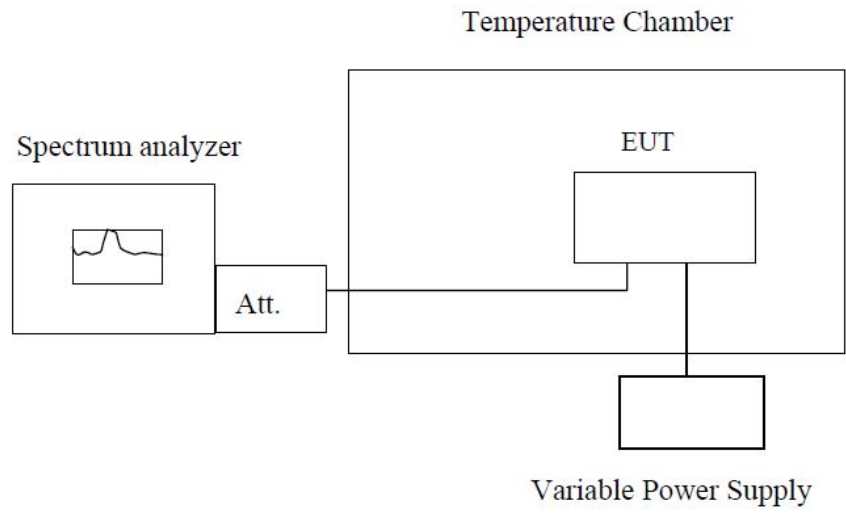 Temperature Chamber
Spectrum analyzer
EUT
Att.
Variable Power Supply